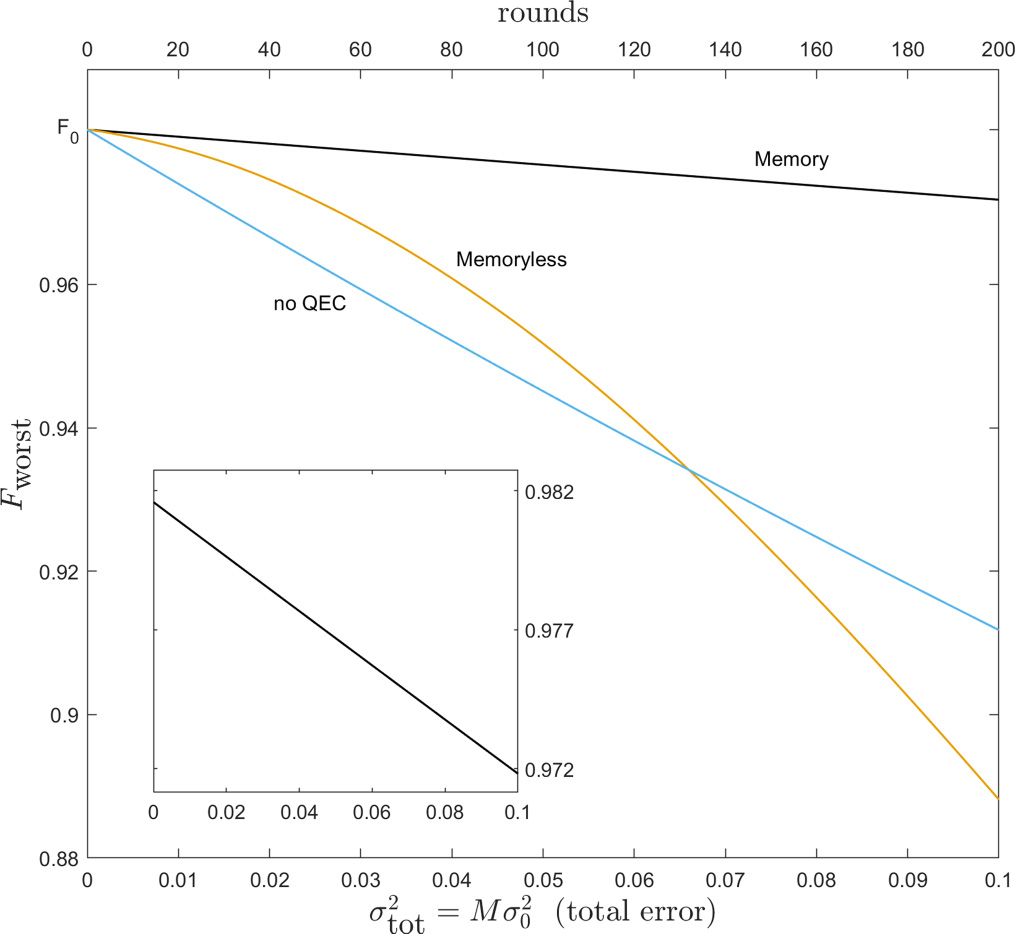 rounds
0 20 40 60 80 100 120 140 160 180 200
F₀
Memory
Memoryless
0.96
no QEC
0.94
F_worst
0.982
0.92
0.977
0.9
0.972
0 0.02 0.04 0.06 0.08 0.1
0.88
0 0.01 0.02 0.03 0.04 0.05 0.06 0.07 0.08 0.09 0.1
σ²_tot = Mσ₀² (total error)